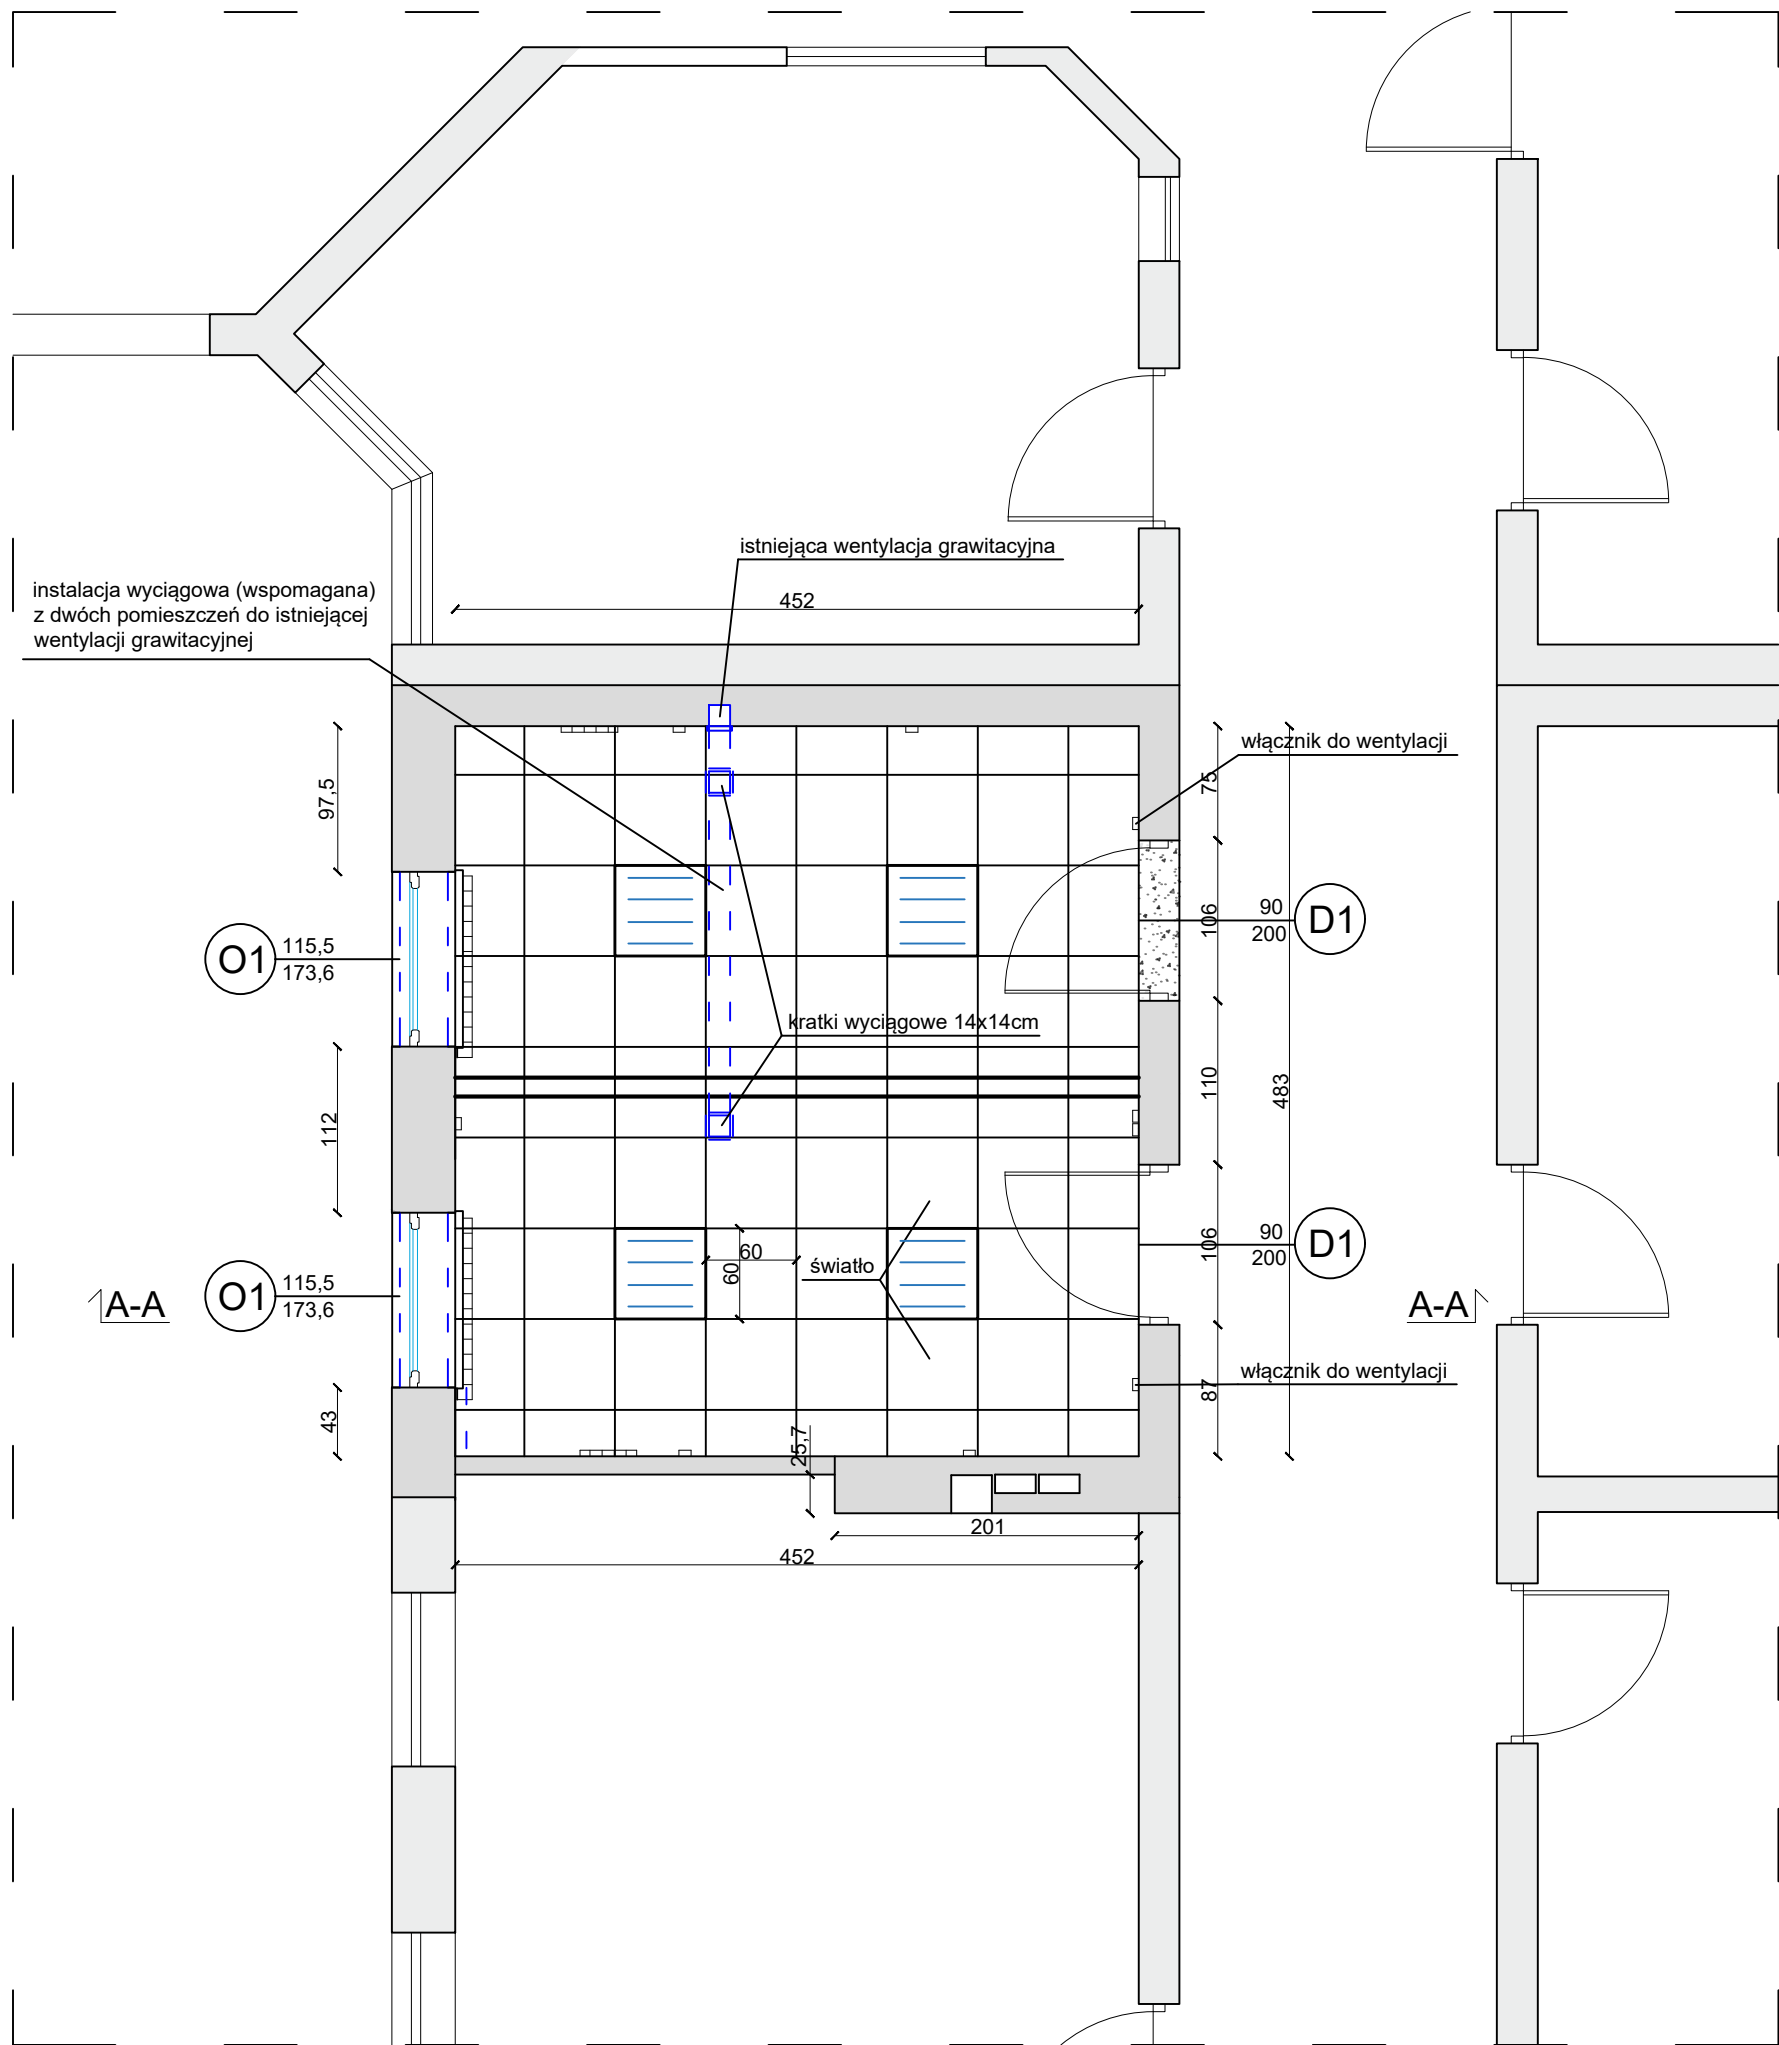 istniejąca wentylacja grawitacyjna
instalacja wyciągowa (wspomagana)
z dwóch pomieszczeń do istniejącej
wentylacji grawitacyjnej
452
włącznik do wentylacji
97,5
75
O1
115,5
173,6
106
90
200
D1
kratki wyciągowe 14x14cm
112
110
483
106
90
200
D1
60
60
światło
A-A
O1
115,5
173,6
A-A
włącznik do wentylacji
87
43
25,7
201
452